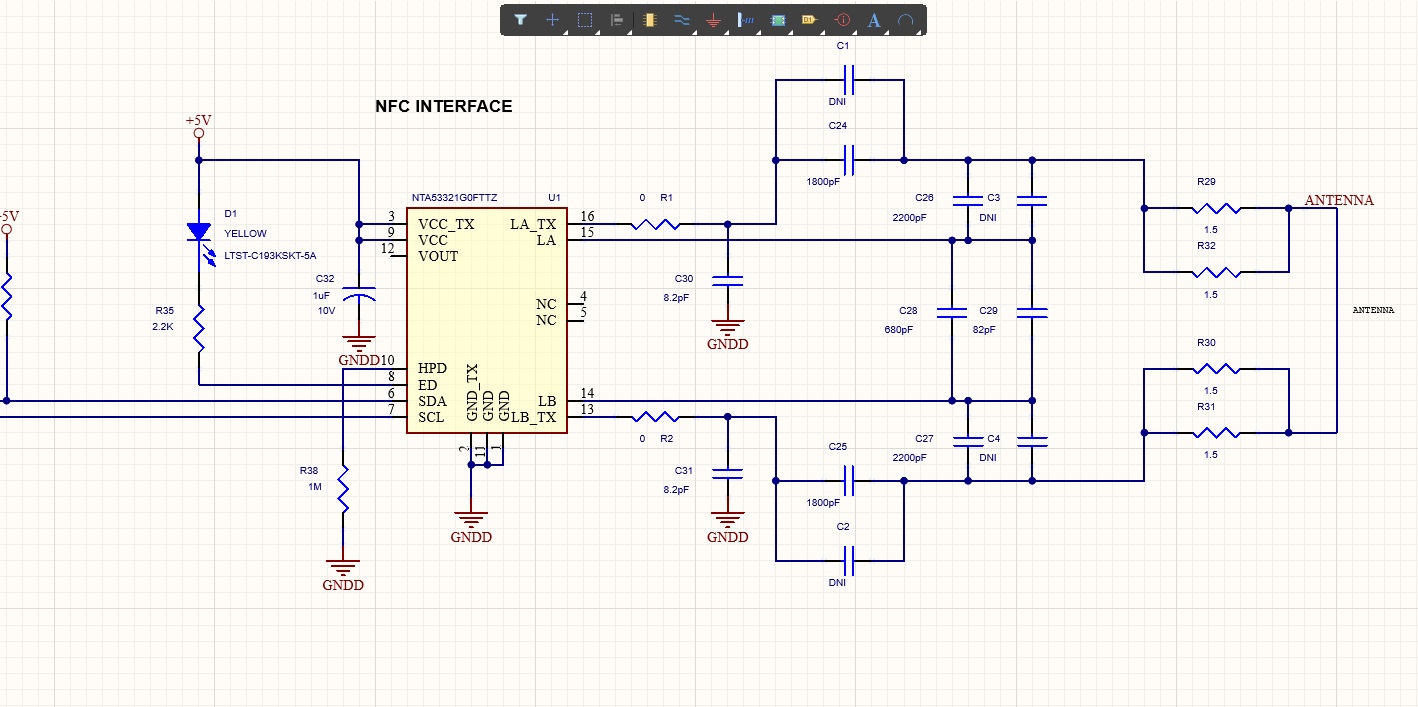 C1
DNI
C24
1800pF
NFC INTERFACE
+5V
D1
YELLOW
LTST-C193KSKT-5A
R35
2.2K
C32
1uF
10V
GNDD
NTA53321G0FTTZ
U1
3 VCC_TX
9 VCC
12 VOUT
10 HPD
8 ED
6 SDA
7 SCL
LA_TX 16
LA 15
NC 4
NC 5
LB 14
LB_TX 13
GND_TX
GND
GND
2
11
1
GNDD
R38
1M
GNDD
0 R1
C30
8.2pF
GNDD
0 R2
C31
8.2pF
GNDD
C26
2200pF
C3
DNI
C28
680pF
C29
82pF
C27
2200pF
C4
DNI
C25
1800pF
C2
DNI
R29
1.5
R32
1.5
ANTENNA
ANTENNA
R30
1.5
R31
1.5